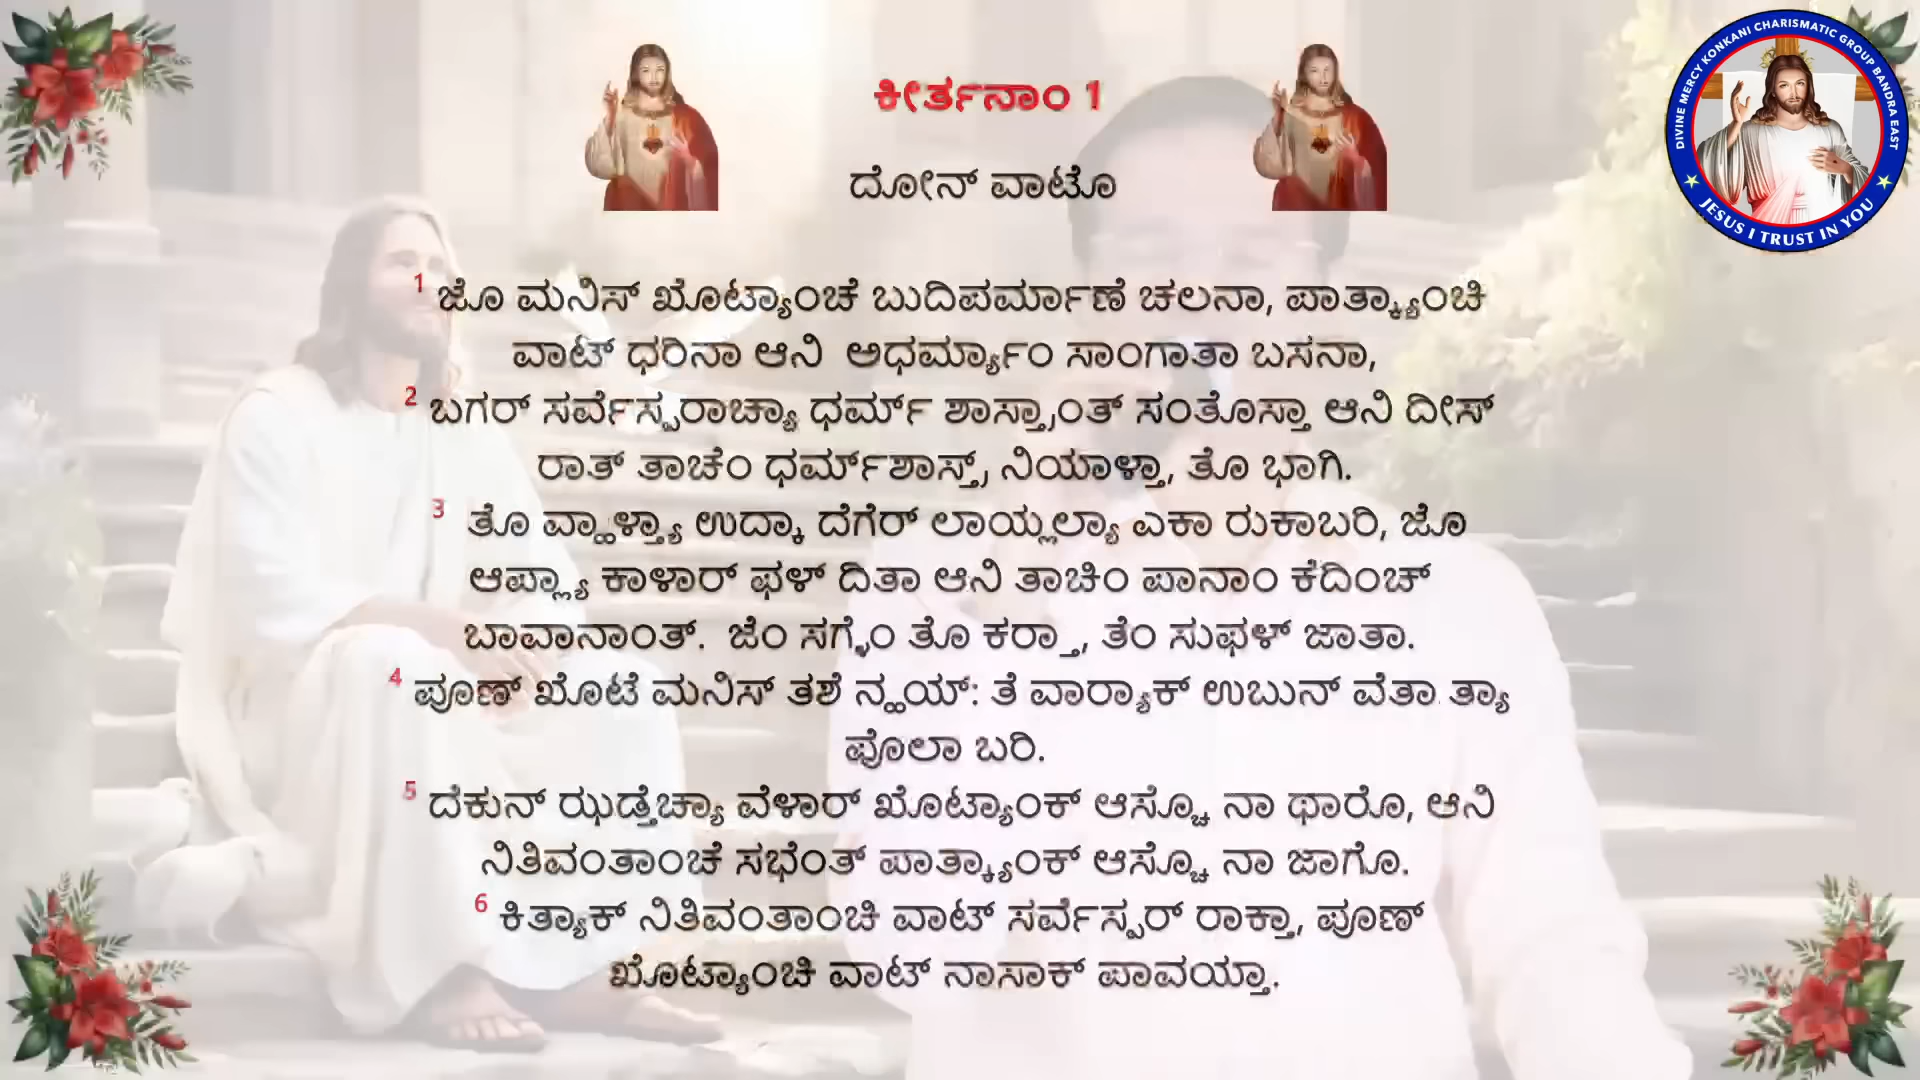 ಕೀರ್ತನಾಂ 1
ದೋನ್ ವಾಟೊ
1 ಜೊ ಮನಿಸ್ ಖೊಟ್ಯಾಂಚೆ ಬುದಿಪರ್ಮಾಣೆ ಚಲನಾ, ಪಾತ್ಕ್ಯಾಂಚಿ
ವಾಟ್ ಧರಿನಾ ಆನಿ ಅಧರ್ಮ್ಯಾಂ ಸಾಂಗಾತಾ ಬಸನಾ,
2 ಬಗರ್ ಸರ್ವೆಸ್ಪರಾಚ್ಯಾ ಧರ್ಮ್ ಶಾಸ್ತ್ರಾಂತ್ ಸಂತೊಸ್ತಾ ಆನಿ ದೀಸ್
ರಾತ್ ತಾಚೆಂ ಧರ್ಮ್‌ಶಾಸ್ತ್ರ್ ನಿಯಾಳ್ತಾ, ತೊ ಭಾಗಿ.
3 ತೊ ವ್ಹಾಳ್ತ್ಯಾ ಉದ್ಕಾ ದೆಗೆರ್ ಲಾಯ್ಲಲ್ಯಾ ಎಕಾ ರುಕಾಬರಿ, ಜೊ
ಆಪ್ಲ್ಯಾ ಕಾಳಾರ್ ಫಳ್ ದಿತಾ ಆನಿ ತಾಚಿಂ ಪಾನಾಂ ಕೆದಿಂಚ್
ಬಾವಾನಾಂತ್. ಜೆಂ ಸಗ್ಳೆಂ ತೊ ಕರ್‍ತಾ, ತೆಂ ಸುಫಳ್ ಜಾತಾ.
4 ಪೂಣ್ ಖೊಟೆ ಮನಿಸ್ ತಶೆ ನ್ಹಯ್: ತೆ ವಾರ್‍ಯಾಕ್ ಉಬುನ್ ವೆತಾ ತ್ಯಾ
ಫೊಲಾ ಬರಿ.
5 ದೆಕುನ್ ಝಡ್ತೆಚ್ಯಾ ವೆಳಾರ್ ಖೊಟ್ಯಾಂಕ್ ಆಸ್ಚೊ ನಾ ಥಾರೊ, ಆನಿ
ನಿತಿವಂತಾಂಚೆ ಸಭೆಂತ್ ಪಾತ್ಕ್ಯಾಂಕ್ ಆಸ್ಚೊ ನಾ ಜಾಗೊ.
6 ಕಿತ್ಯಾಕ್ ನಿತಿವಂತಾಂಚಿ ವಾಟ್ ಸರ್ವೆಸ್ಪರ್ ರಾಕ್ತಾ, ಪೂಣ್
ಖೊಟ್ಯಾಂಚಿ ವಾಟ್ ನಾಸಾಕ್ ಪಾವಯ್ತಾ.
DIVINE MERCY KONKANI CHARISMATIC GROUP BANDRA EAST
JESUS I TRUST IN YOU